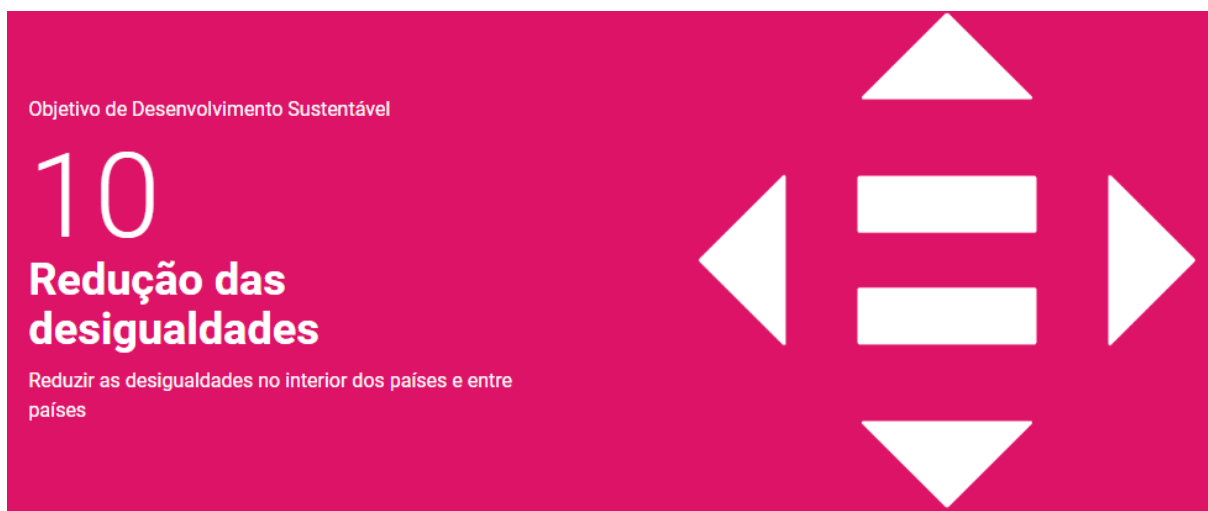 Objetivo de Desenvolvimento Sustentável
10
Redução das
desigualdades
Reduzir as desigualdades no interior dos países e entre
países